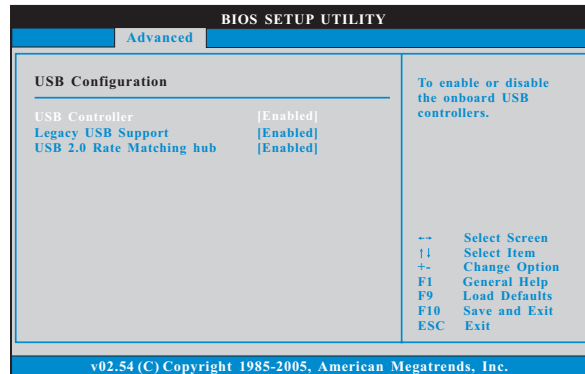 BIOS SETUP UTILITY
Advanced
USB Configuration
USB Controller [Enabled]
Legacy USB Support [Enabled]
USB 2.0 Rate Matching hub [Enabled]
To enable or disable
the onboard USB
controllers.
←→ Select Screen
↑↓ Select Item
+- Change Option
F1 General Help
F9 Load Defaults
F10 Save and Exit
ESC Exit
v02.54 (C) Copyright 1985-2005, American Megatrends, Inc.